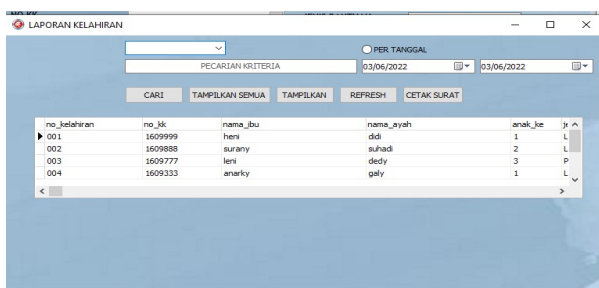 LAPORAN KELAHIRAN
PER TANGGAL
PECARIAN KRITERIA 03/06/2022 03/06/2022
CARI TAMPILKAN SEMUA TAMPILKAN REFRESH CETAK SURAT
no_kelahiran no_kk nama_ibu nama_ayah anak_ke
001 1609999 heni didi 1 L
002 1609888 surany suhadi 2 L
003 1609777 leni dedy 3 P
004 1609333 anarky galy 1 L